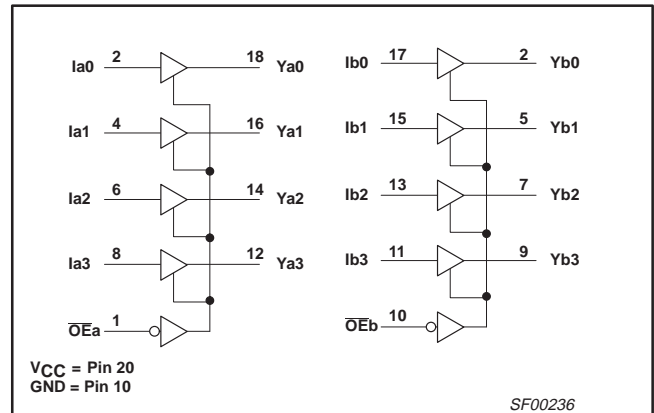 Ia0 2 18 Ya0
Ia1 4 16 Ya1
Ia2 6 14 Ya2
Ia3 8 12 Ya3
OEa 1
VCC = Pin 20
GND = Pin 10
Ib0 17 2 Yb0
Ib1 15 5 Yb1
Ib2 13 7 Yb2
Ib3 11 9 Yb3
OEb 10
SF00236